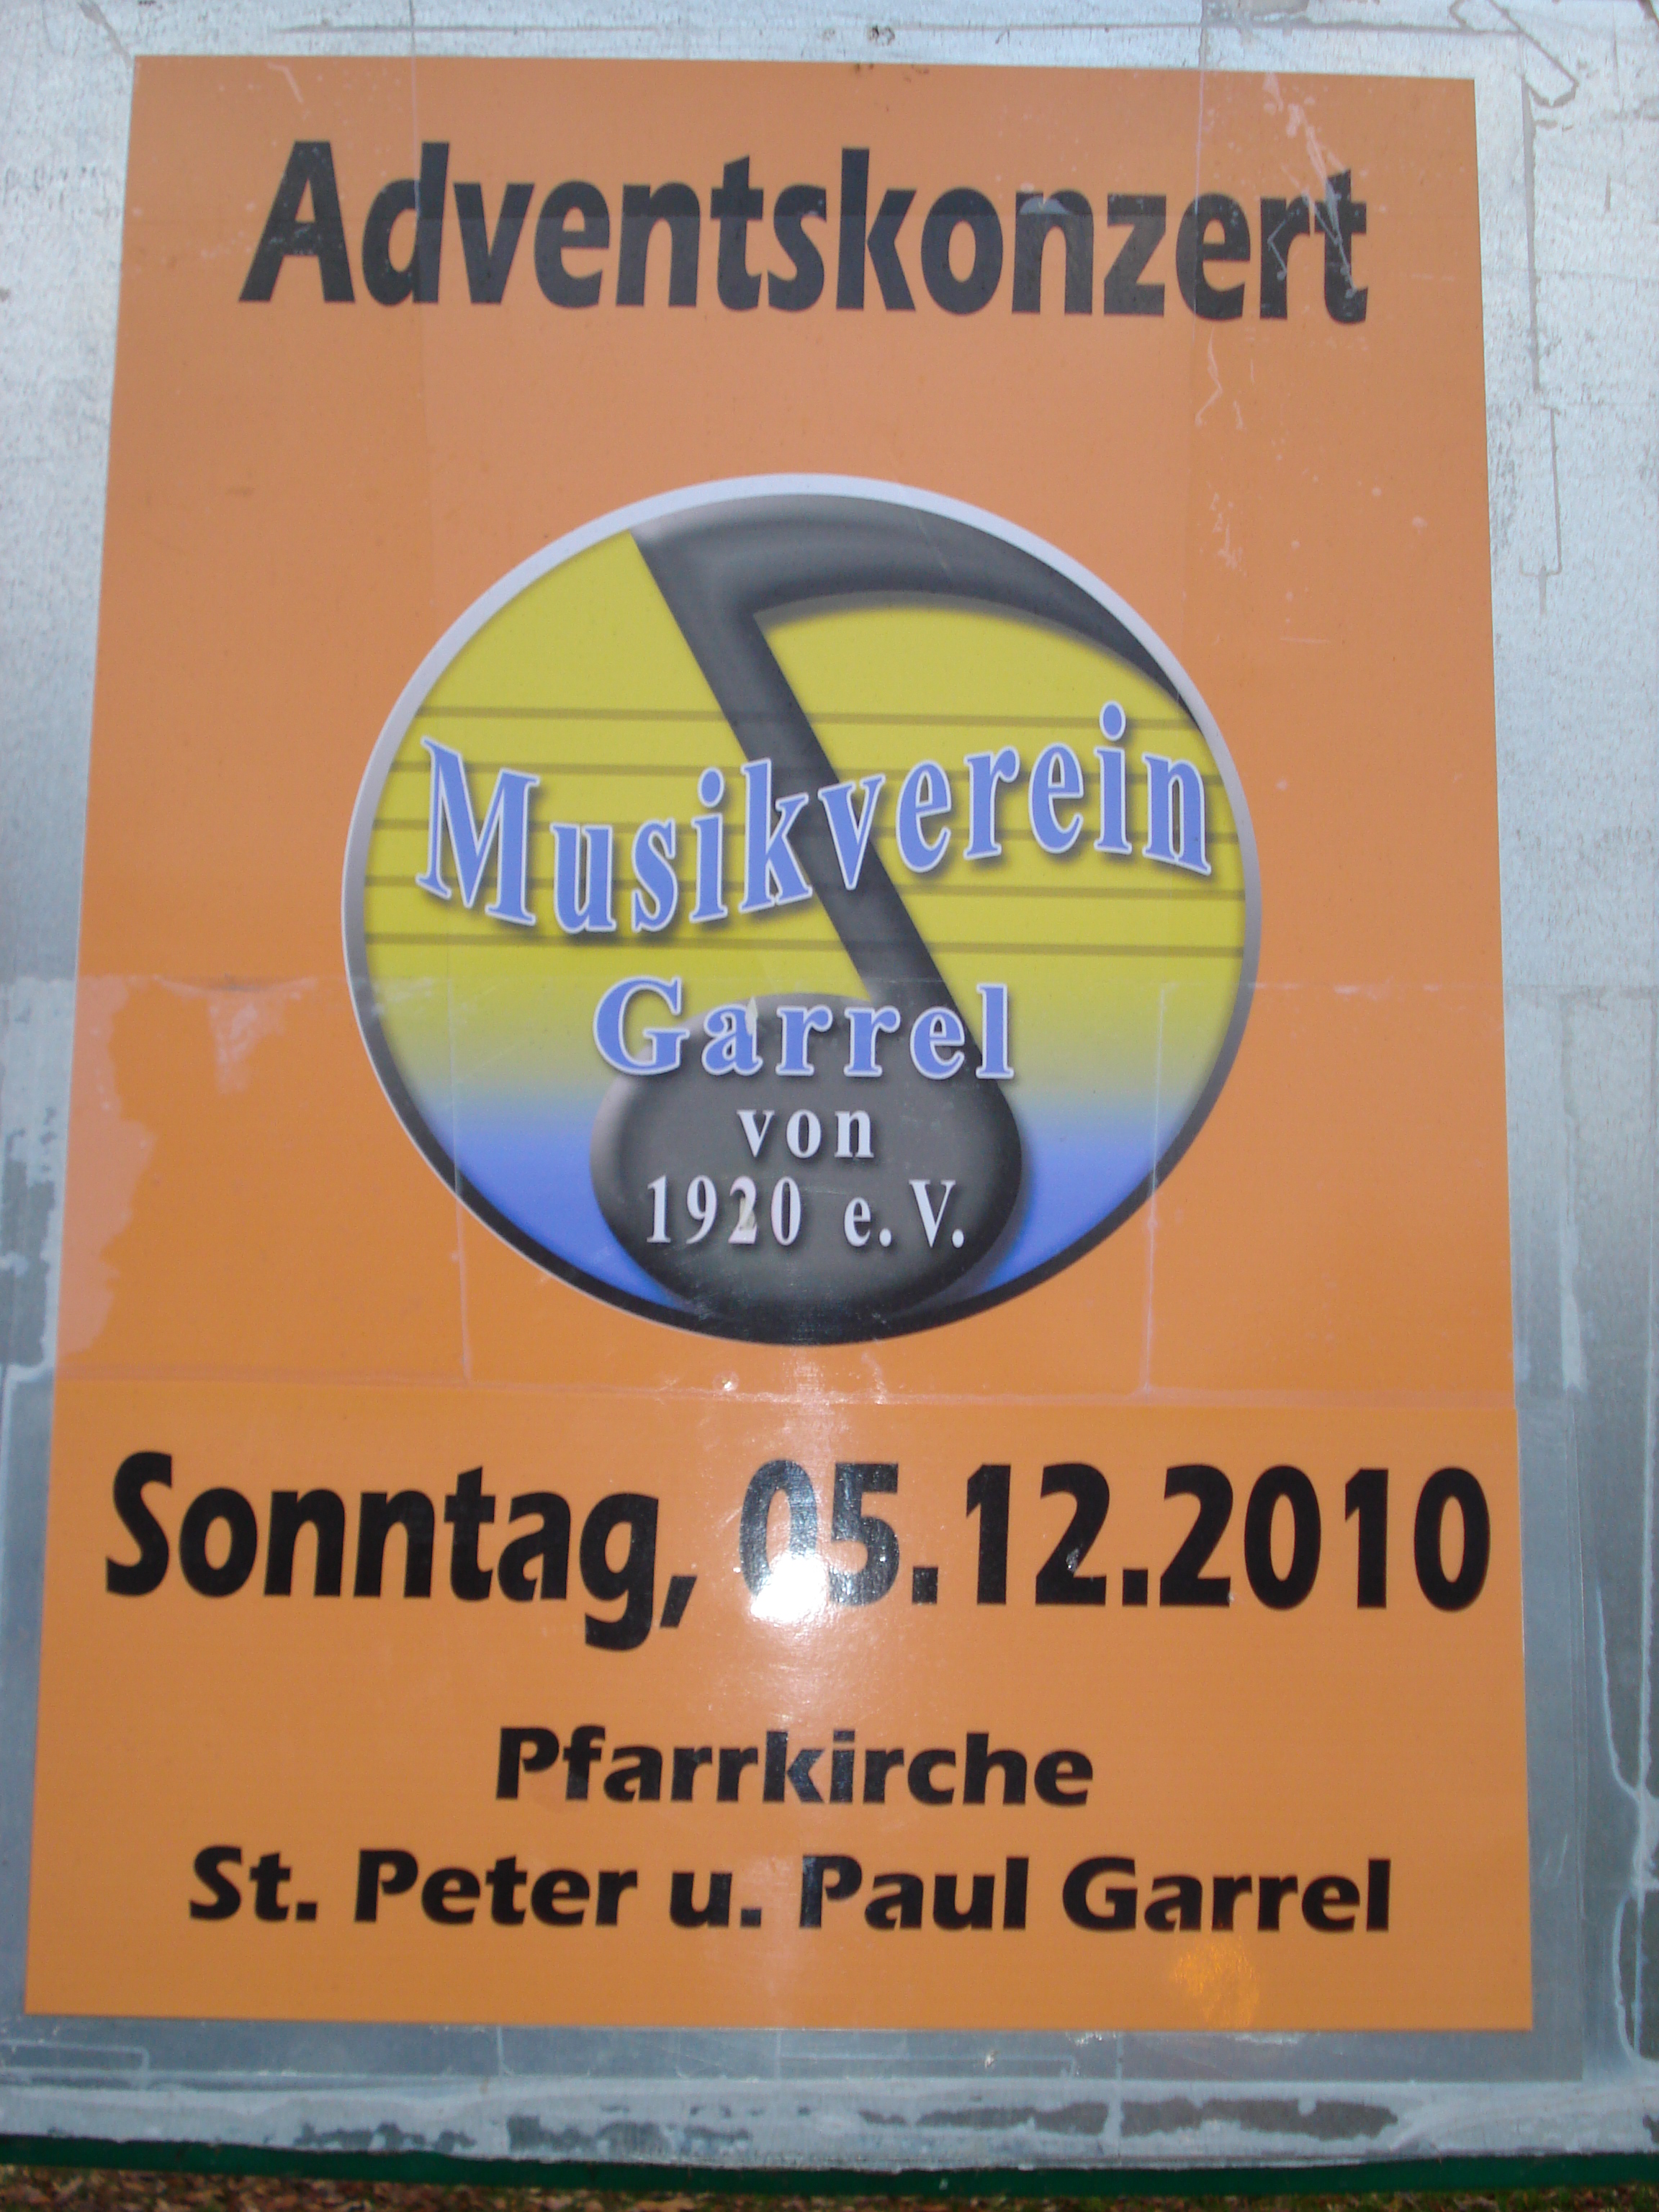 Adventskonzert
Musikverein
Garrel
von
1920 e. V.
Sonntag, 05.12.2010
Pfarrkirche
St. Peter u. Paul Garrel